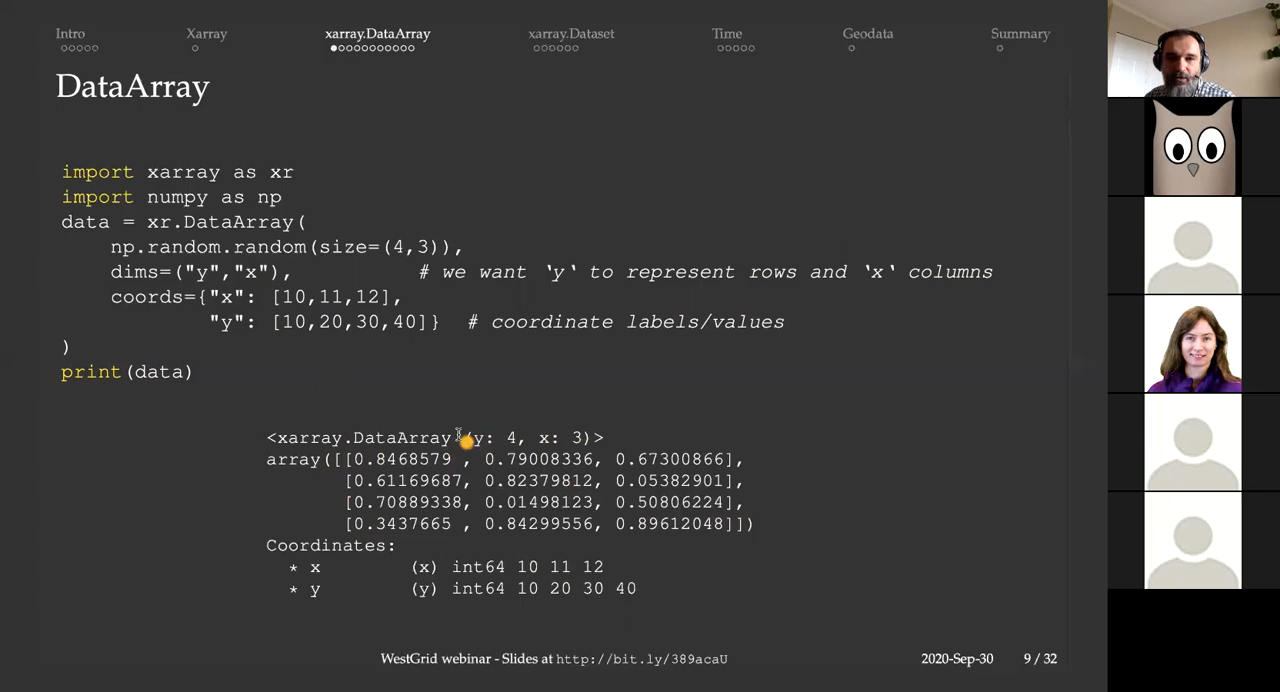 Intro Xarray xarray.DataArray xarray.Dataset Time Geodata Summary
DataArray
import xarray as xr
import numpy as np
data = xr.DataArray(
np.random.random(size=(4,3)),
dims=("y","x"), # we want ‘y‘ to represent rows and ‘x‘ columns
coords={"x": [10,11,12],
"y": [10,20,30,40]} # coordinate labels/values
)
print(data)
<xarray.DataArray (y: 4, x: 3)>
array([[0.8468579 , 0.79008336, 0.67300866],
[0.61169687, 0.82379812, 0.05382901],
[0.70889338, 0.01498123, 0.50806224],
[0.3437665 , 0.84299556, 0.89612048]])
Coordinates:
* x (x) int64 10 11 12
* y (y) int64 10 20 30 40
WestGrid webinar - Slides at http://bit.ly/389acaU 2020-Sep-30 9 / 32